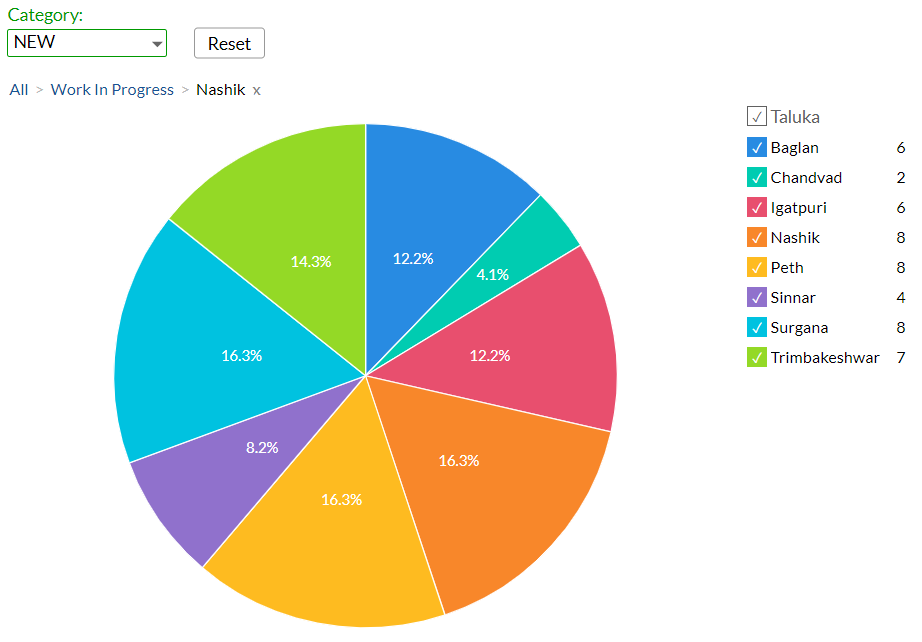 Category:
NEW
Reset
All > Work In Progress > Nashik x
✓ Taluka
✓ Baglan 6
✓ Chandvad 2
✓ Igatpuri 6
✓ Nashik 8
✓ Peth 8
✓ Sinnar 4
✓ Surgana 8
✓ Trimbakeshwar 7
14.3%
12.2%
4.1%
16.3%
12.2%
8.2%
16.3%
16.3%